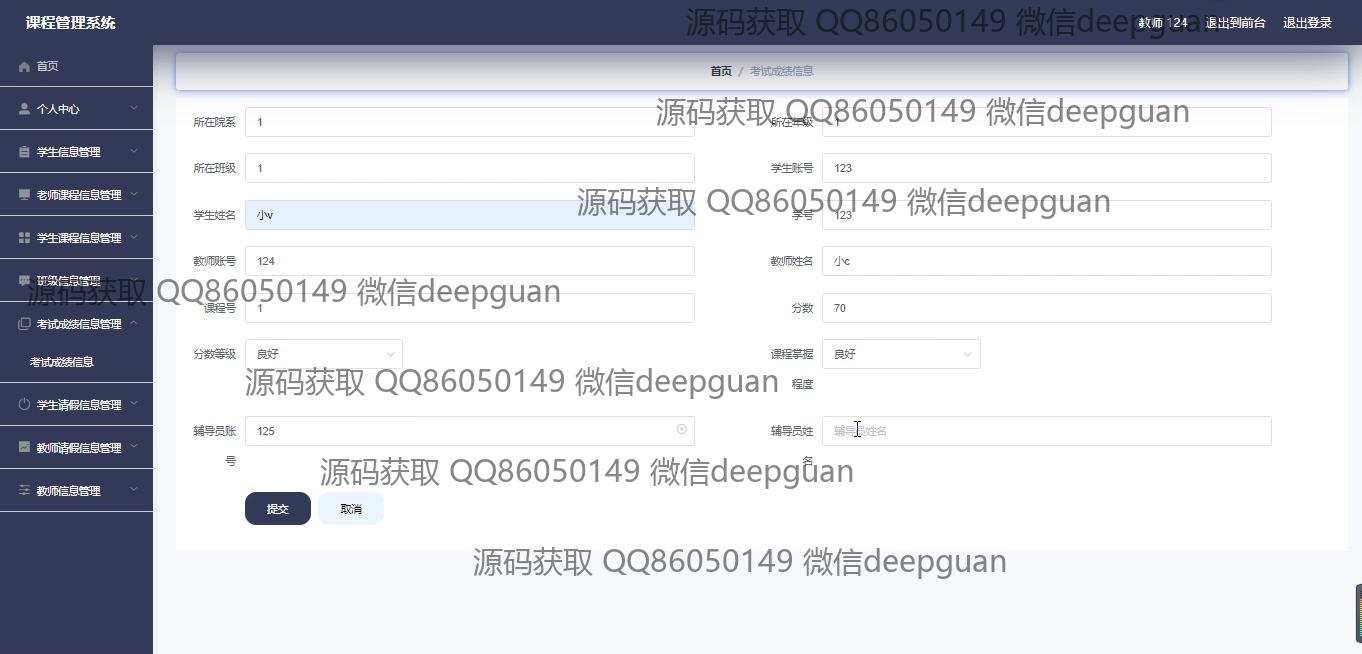 课程管理系统
源码获取 QQ86050149 微信deepguan
教师 124 退出到前台 退出登录
首页
首页 / 考试成绩信息
个人中心
源码获取 QQ86050149 微信deepguan
所在院系 1
所在年级 1
学生信息管理
所在班级 1
学生账号 123
老师课程信息管理
源码获取 QQ86050149 微信deepguan
学生姓名 小v
学号 123
学生课程信息管理
教师账号 124
教师姓名 小c
班级信息管理
源码获取 QQ86050149 微信deepguan
课程号 1
分数 70
考试成绩信息管理
分数等级 良好
课程掌握程度 良好
考试成绩信息
源码获取 QQ86050149 微信deepguan
学生请假信息管理
辅导员账号 125
辅导员姓名 辅导员姓名
教师请假信息管理
源码获取 QQ86050149 微信deepguan
教师信息管理
提交 取消
源码获取 QQ86050149 微信deepguan